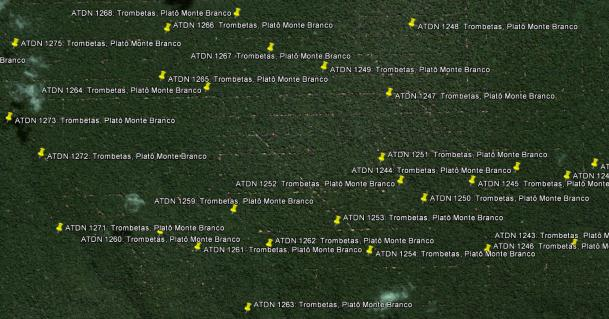 ATDN 1268: Trombetas, Platô Monte Branco
ATDN 1266: Trombetas, Platô Monte Branco
ATDN 1248: Trombetas, Platô Monte Branco
ATDN 1275: Trombetas, Platô Monte Branco
ATDN 1267: Trombetas, Platô Monte Branco
Branco
ATDN 1249: Trombetas, Platô Monte Branco
ATDN 1265: Trombetas, Platô Monte Branco
ATDN 1264: Trombetas, Platô Monte Branco
ATDN 1247: Trombetas, Platô Monte Branco
ATDN 1273: Trombetas, Platô Monte Branco
ATDN 1272: Trombetas, Platô Monte Branco
ATDN 1251: Trombetas, Platô Monte Branco
AT
ATDN 1244: Trombetas, Platô Monte Branco
ATDN 124
ATDN 1252: Trombetas, Platô Monte Branco
ATDN 1245: Trombetas, Platô Monte
ATDN 1250: Trombetas, Platô Monte Branco
ATDN 1259: Trombetas, Platô Monte Branco
ATDN 1253: Trombetas, Platô Monte Branco
ATDN 1271: Trombetas, Platô Monte Branco
ATDN 1243: Trombetas, Platô M
ATDN 1260: Trombetas, Platô Monte Branco
ATDN 1262: Trombetas, Platô Monte Branco
ATDN 1246: Trombetas, Platô M
ATDN 1261: Trombetas, Platô Monte Branco
ATDN 1254: Trombetas, Platô Monte Branco
ATDN 1263: Trombetas, Platô Monte Branco